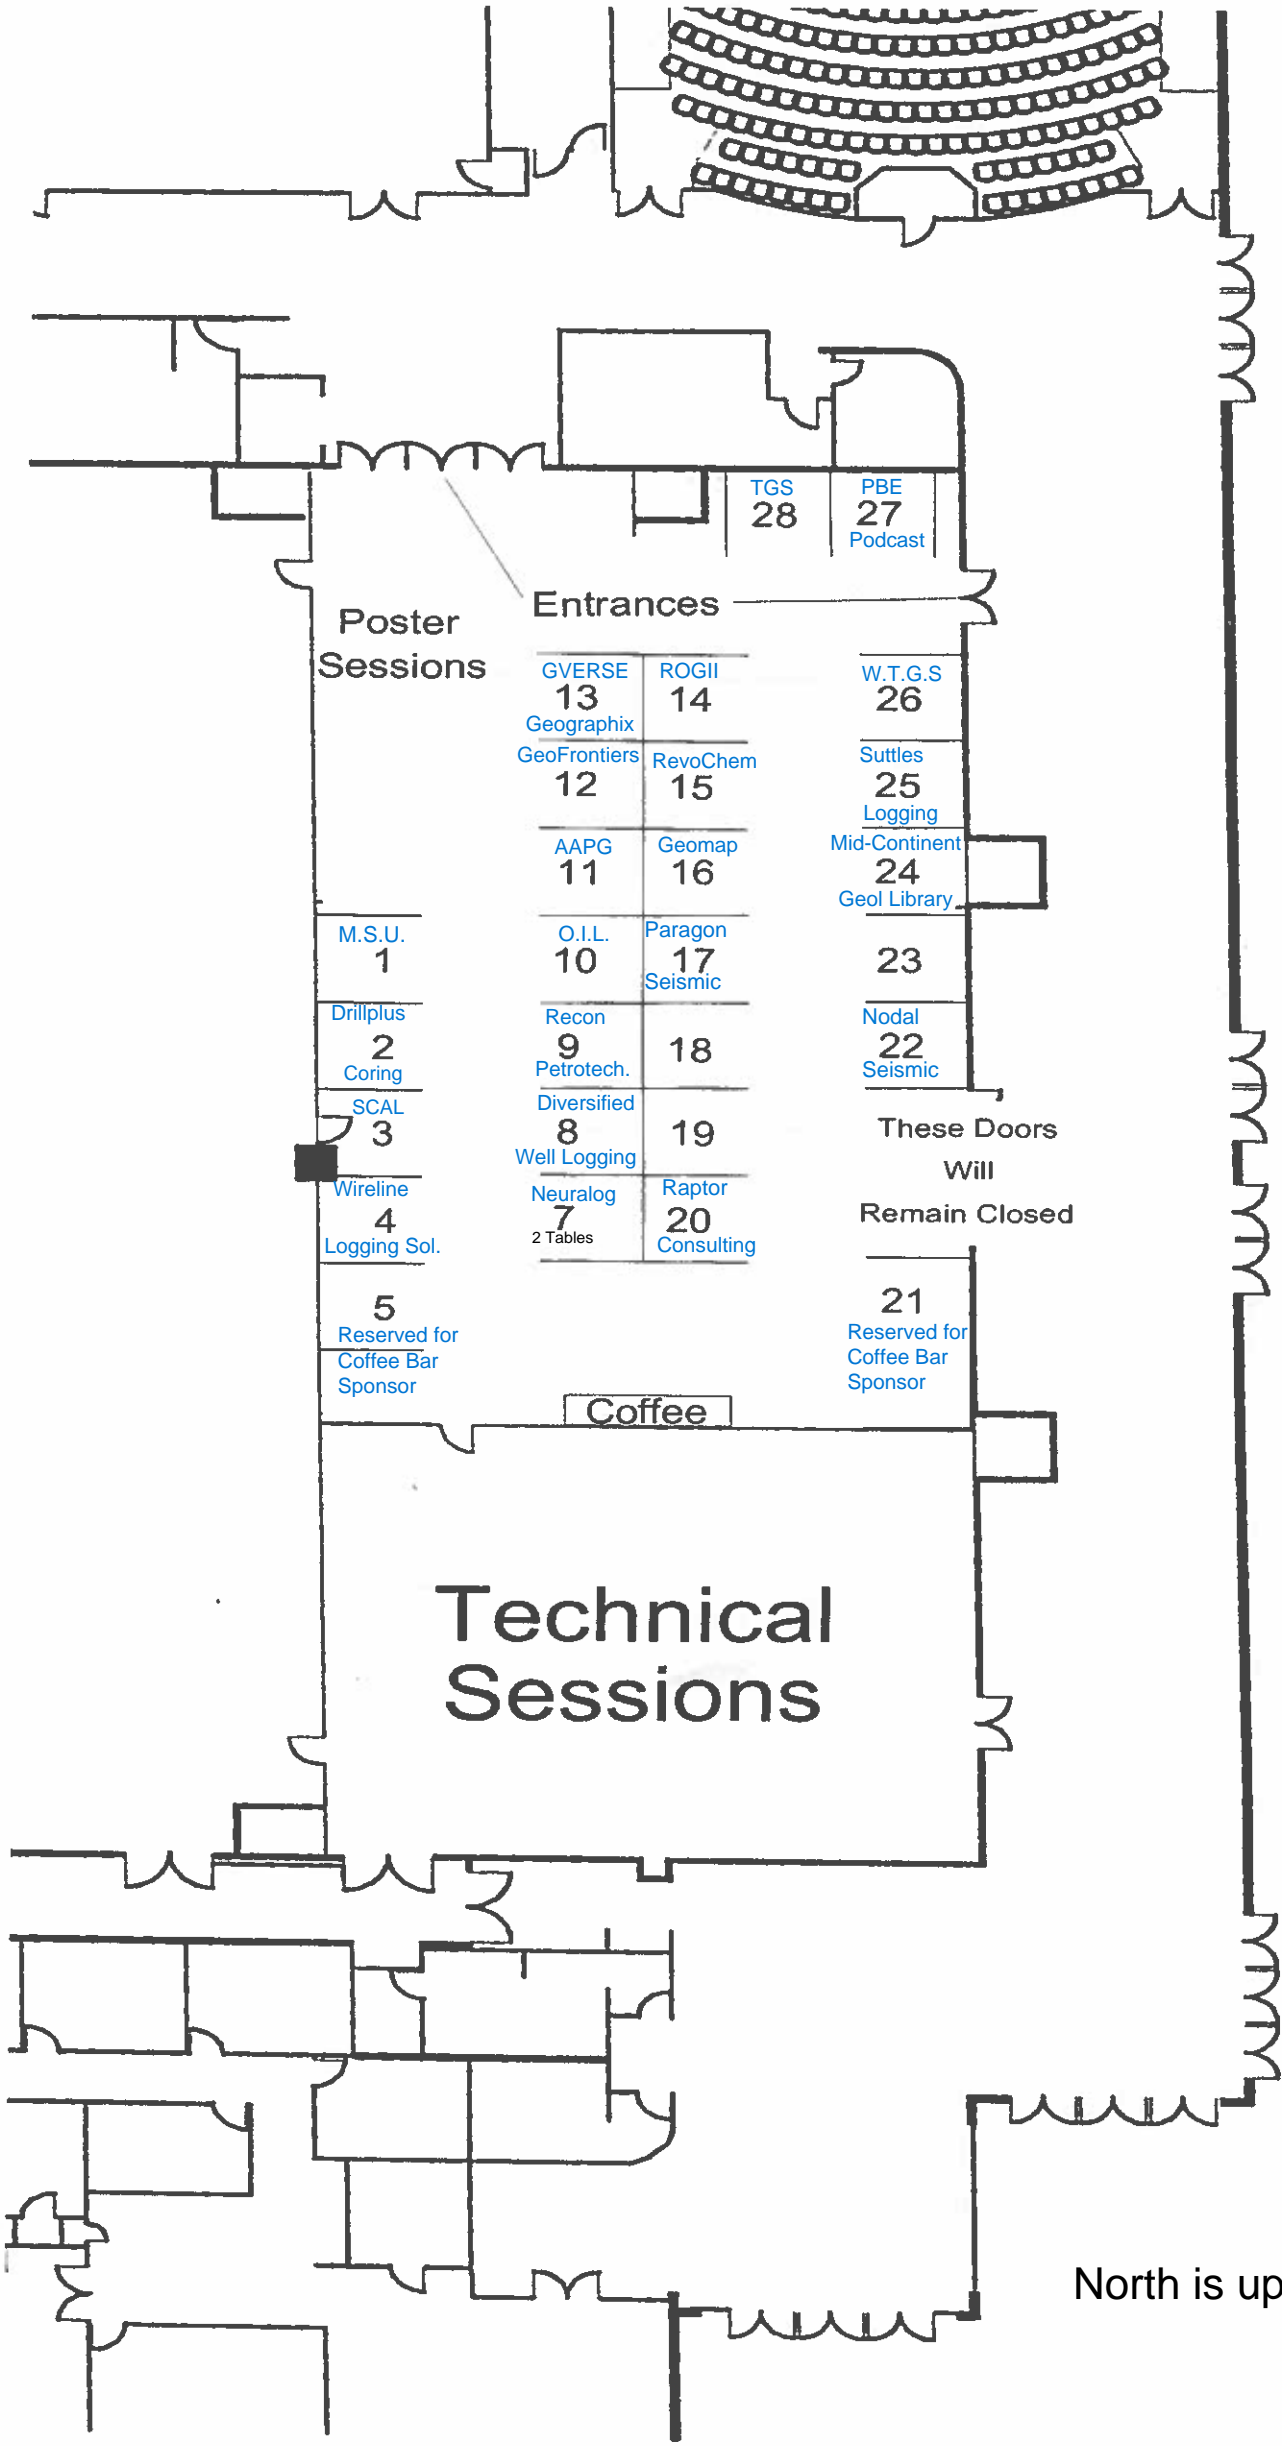 TGS
28
PBE
27
Podcast
Entrances
Poster
Sessions
GVERSE
13
Geographix
ROGII
14
W.T.G.S
26
GeoFrontiers
12
RevoChem
15
Suttles
25
Logging
AAPG
11
Geomap
16
Mid-Continent
24
Geol Library
M.S.U.
1
O.I.L.
10
Paragon
17
Seismic
23
Drillplus
2
Coring
Recon
9
Petrotech.
18
Nodal
22
Seismic
SCAL
3
Diversified
8
Well Logging
19
These Doors
Will
Remain Closed
Wireline
4
Logging Sol.
Neuralog
7
2 Tables
Raptor
20
Consulting
5
Reserved for
Coffee Bar
Sponsor
21
Reserved for
Coffee Bar
Sponsor
Coffee
Technical
Sessions
North is up